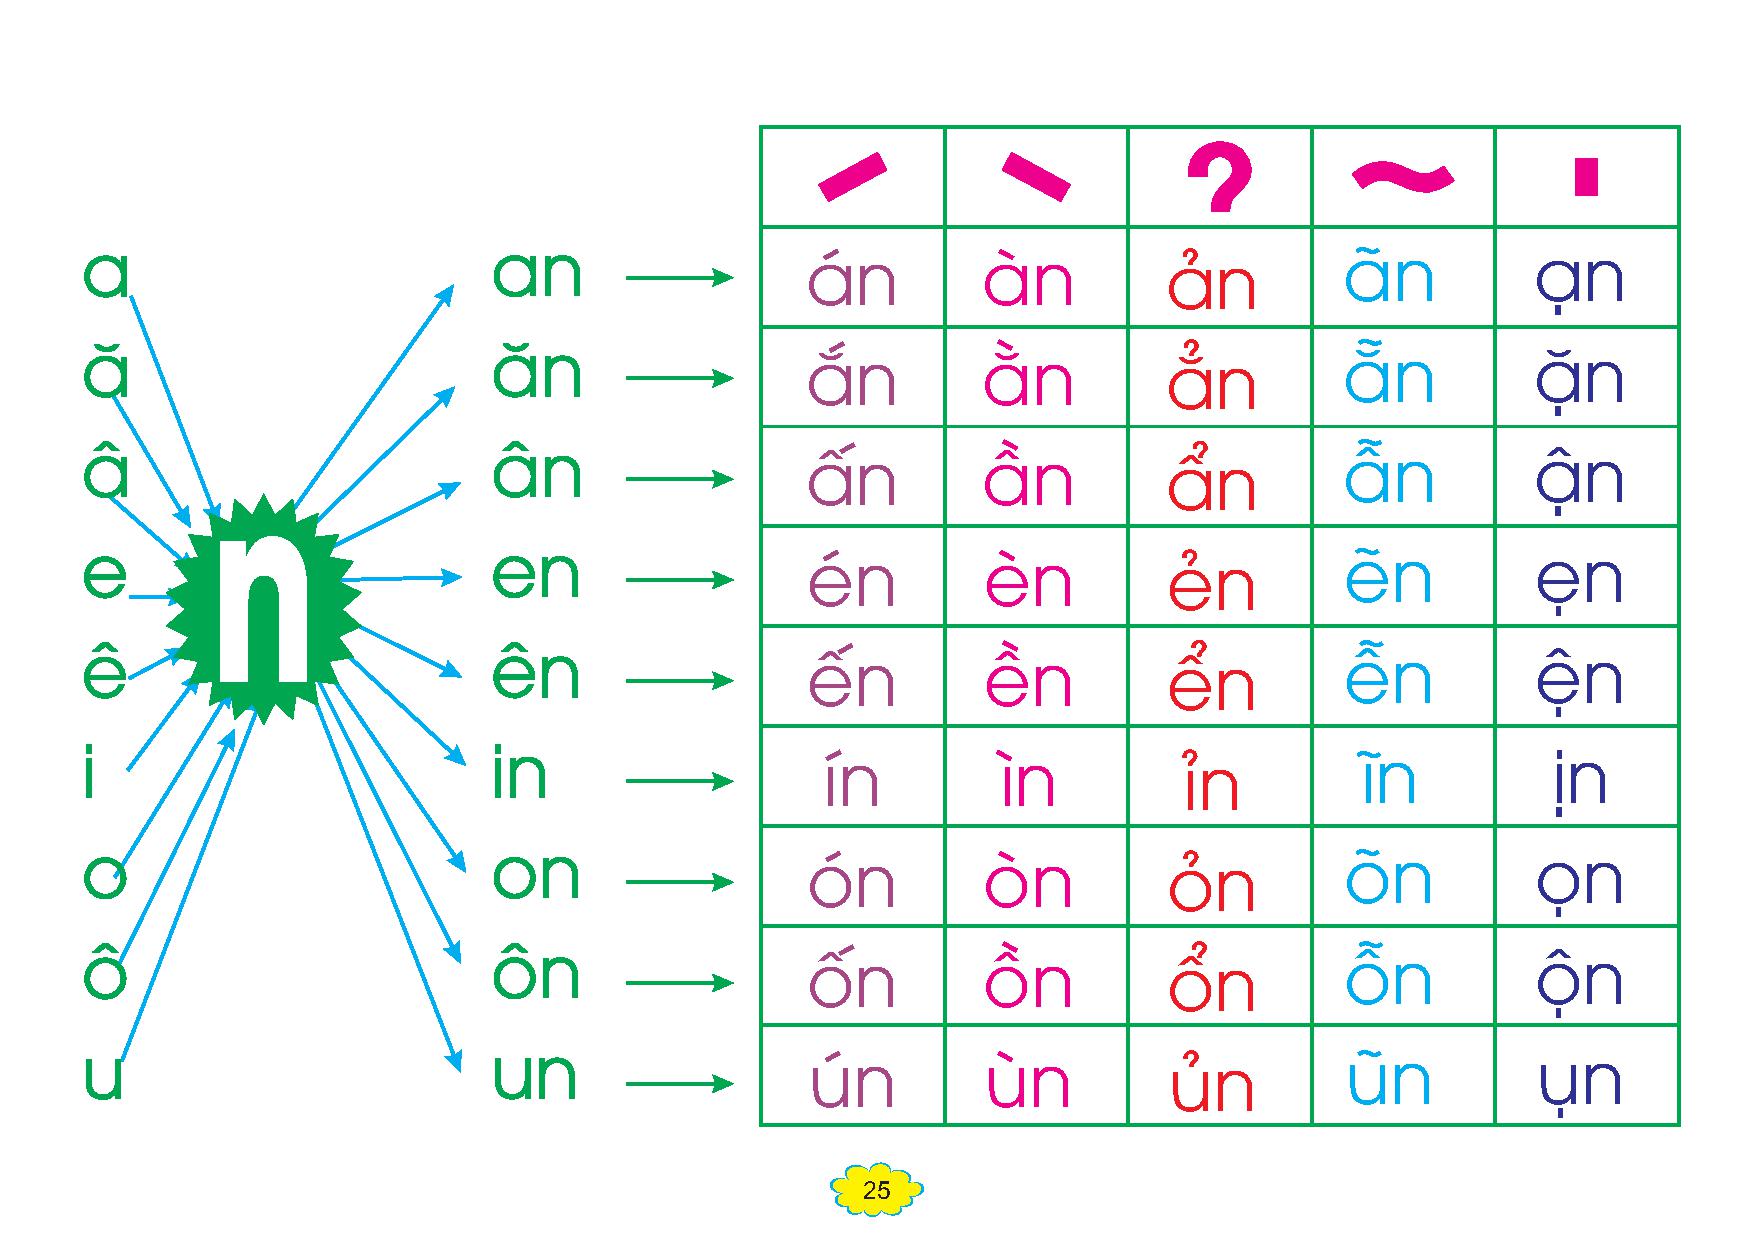 ˊ ˋ ? ~ .
a an án àn ản ãn ạn
ă ăn ắn ằn ẳn ẵn ặn
â ân ấn ần ẩn ẫn ận
e en én èn ẻn ẽn ẹn
n
ê ên ến ền ển ễn ện
i in ín ìn ỉn ĩn ịn
o on ón òn ỏn õn ọn
ô ôn ốn ồn ổn ỗn ộn
u un ún ùn ủn ũn ụn
25